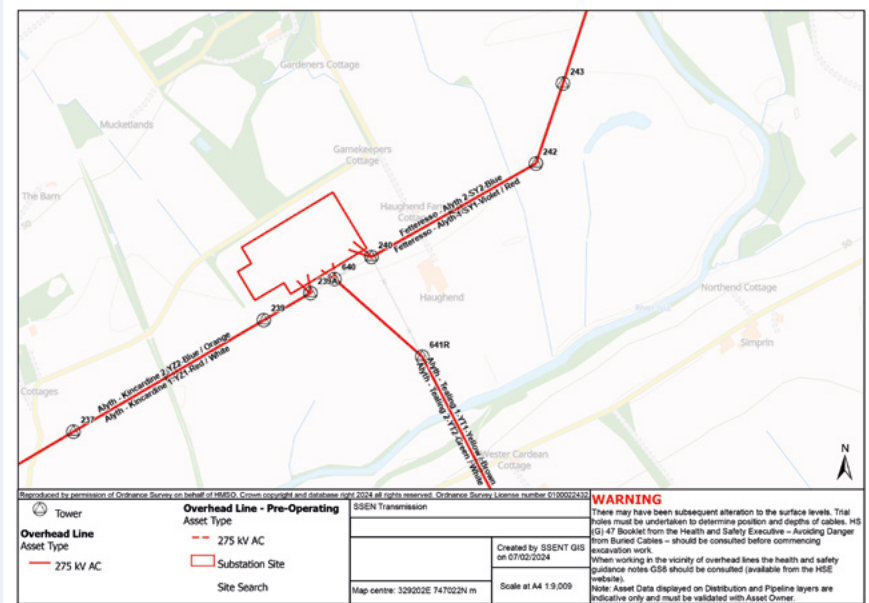 243
Gardeners Cottage
Mucketlands
242
Gamekeepers
Cottage
The Barn
50
Haughend Farm
Cottages
Fetteresso - Alyth 2-SY2-Blue
Fetteresso - Alyth-1-SY1-Violet / Red
240
640
239A
50
239
Haughend
Northend Cottage
River Isla
Simprin
641R
Alyth - Kincardine 2-YZ2-Blue / Orange
Alyth - Kincardine 1-YZ1-Red / White
Cottages
Alyth - Tealing 1-YT1-Yellow / Brown
Alyth - Tealing 2-YT2-Green / White
237
Wester Cardean
Cottage
N
Reproduced by permission of Ordnance Survey on behalf of HMSO. Crown copyright and database right 2024 all rights reserved. Ordnance Survey License number 0100022432
Tower
Overhead Line
Asset Type
275 kV AC
Overhead Line - Pre-Operating
Asset Type
275 kV AC
Substation Site
Site Search
SSEN Transmission
Created by SSENT GIS
on 07/02/2024
Map centre: 329202E 747022N m
Scale at A4 1:9,009
WARNING
There may have been subsequent alteration to the surface levels. Trial
holes must be undertaken to determine position and depths of cables. HS
(G) 47 Booklet from the Health and Safety Executive – Avoiding Danger
from Buried Cables – should be consulted before commencing
excavation work.
When working in the vicinity of overhead lines the health and safety
guidance notes GS6 should be consulted (available from the HSE
website).
Note: Asset Data displayed on Distribution and Pipeline layers are
indicative only and must be validated with Asset Owner.